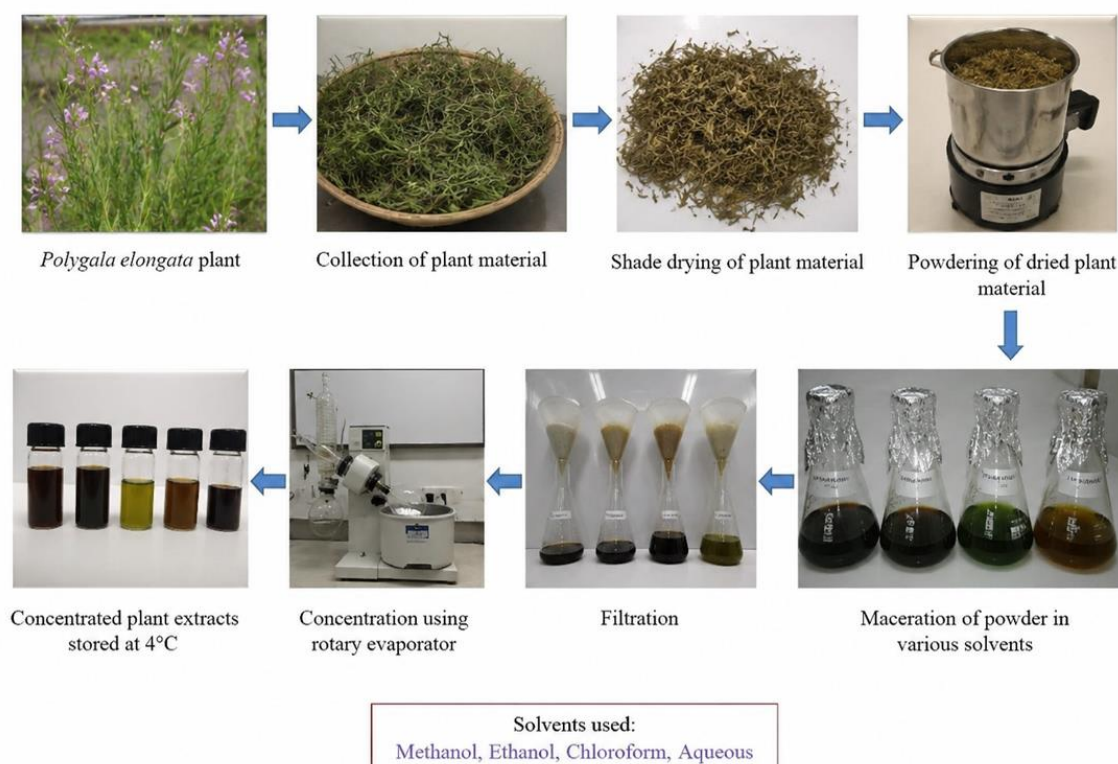 Polygala elongata plant
Collection of plant material
Shade drying of plant material
Powdering of dried plant
material
Maceration of powder in
various solvents
Filtration
Concentration using
rotary evaporator
Concentrated plant extracts
stored at 4°C
Solvents used:
Methanol, Ethanol, Chloroform, Aqueous